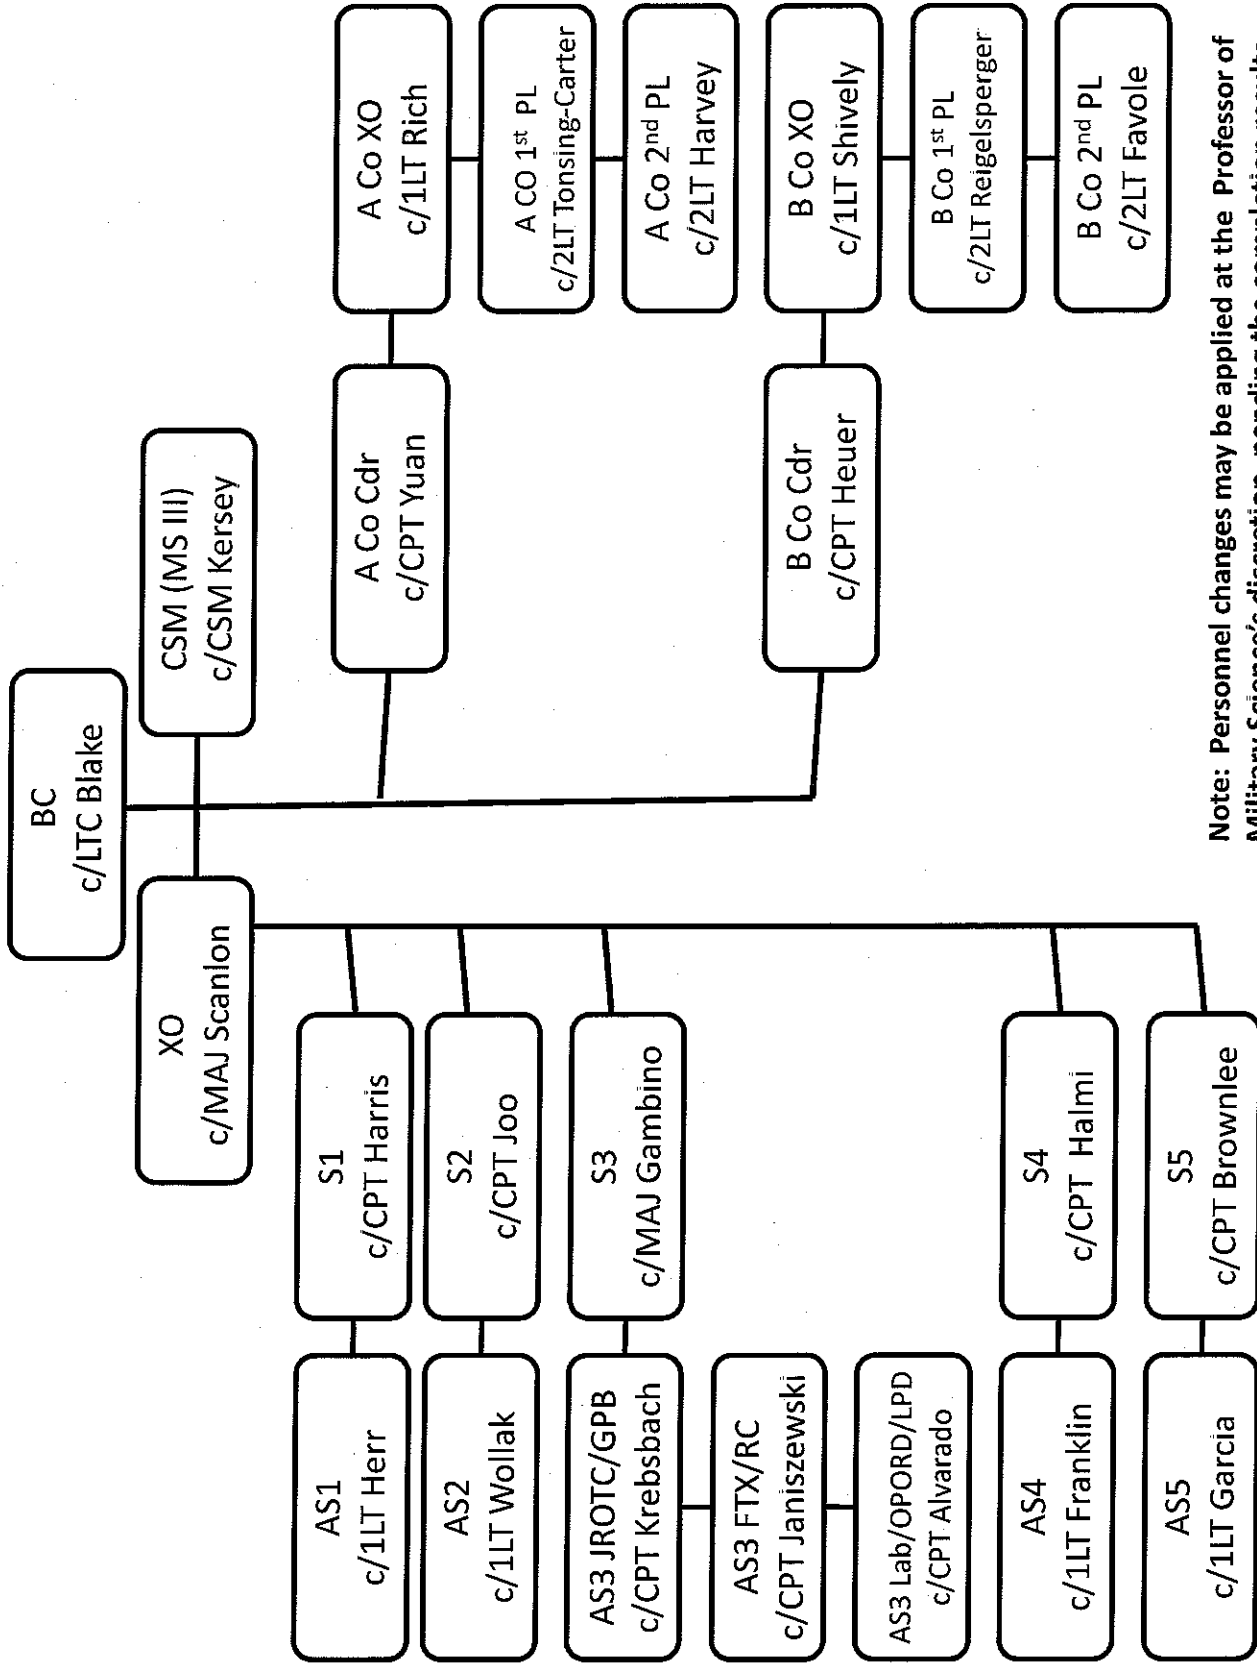 BC
c/LTC Blake
XO
c/MAJ Scanlon
CSM (MS III)
c/CSM Kersey
AS1
c/1LT Herr
S1
c/CPT Harris
AS2
c/1LT Wollak
S2
c/CPT Joo
AS3 JROTC/GPB
c/CPT Krebsbach
S3
c/MAJ Gambino
AS3 FTX/RC
c/CPT Janiszewski
AS3 Lab/OPORD/LPD
c/CPT Alvarado
AS4
c/1LT Franklin
S4
c/CPT Halmi
AS5
c/1LT Garcia
S5
c/CPT Brownlee
A Co Cdr
c/CPT Yuan
A Co XO
c/1LT Rich
A CO 1st PL
c/2LT Tonsing-Carter
A Co 2nd PL
c/2LT Harvey
B Co Cdr
c/CPT Heuer
B Co XO
c/1LT Shively
B Co 1st PL
c/2LT Reigelsperger
B Co 2nd PL
c/2LT Favole
Note: Personnel changes may be applied at the Professor of
Military Science's discretion, pending the